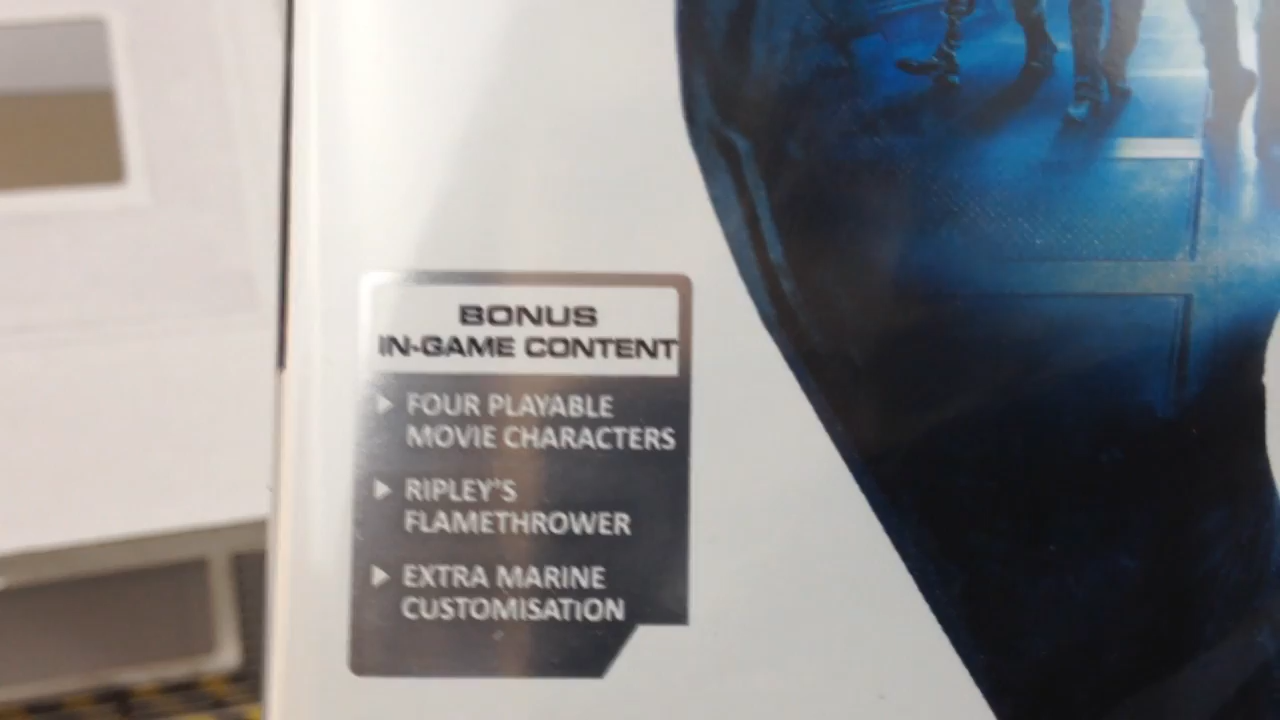 BONUS
IN-GAME CONTENT
FOUR PLAYABLE
MOVIE CHARACTERS
RIPLEY'S
FLAMETHROWER
EXTRA MARINE
CUSTOMISATION